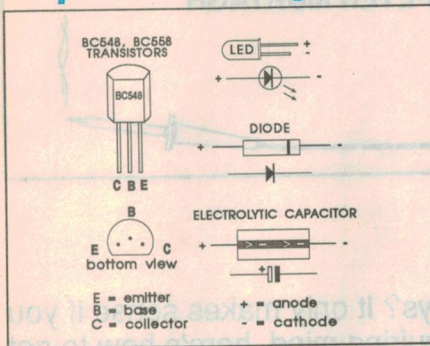 BC548, BC558
TRANSISTORS
BC548
C B E
B
E C
bottom view
E = emitter
B = base
C = collector
LED
+
-
+ -
DIODE
+ -
ELECTROLYTIC CAPACITOR
+ -
+
+ = anode
- = cathode